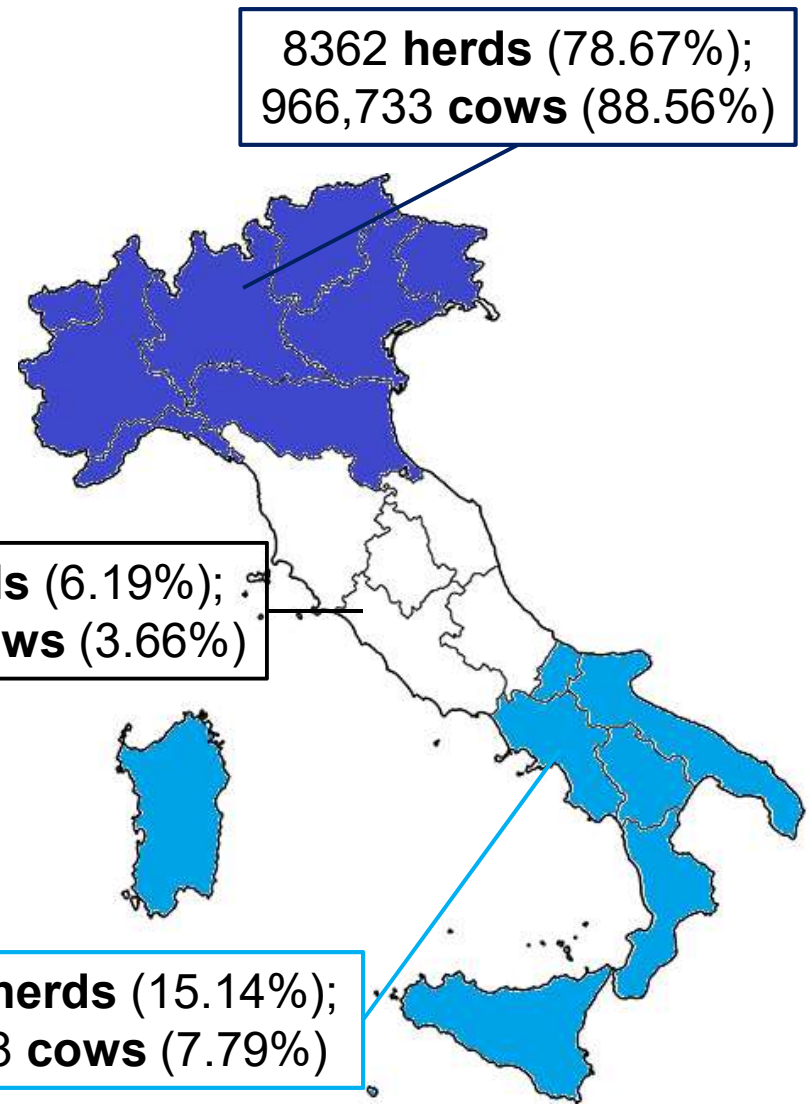 8362 herds (78.67%);
966,733 cows (88.56%)
(6.19%);
(3.66%)
herds (15.14%);
cows (7.79%)